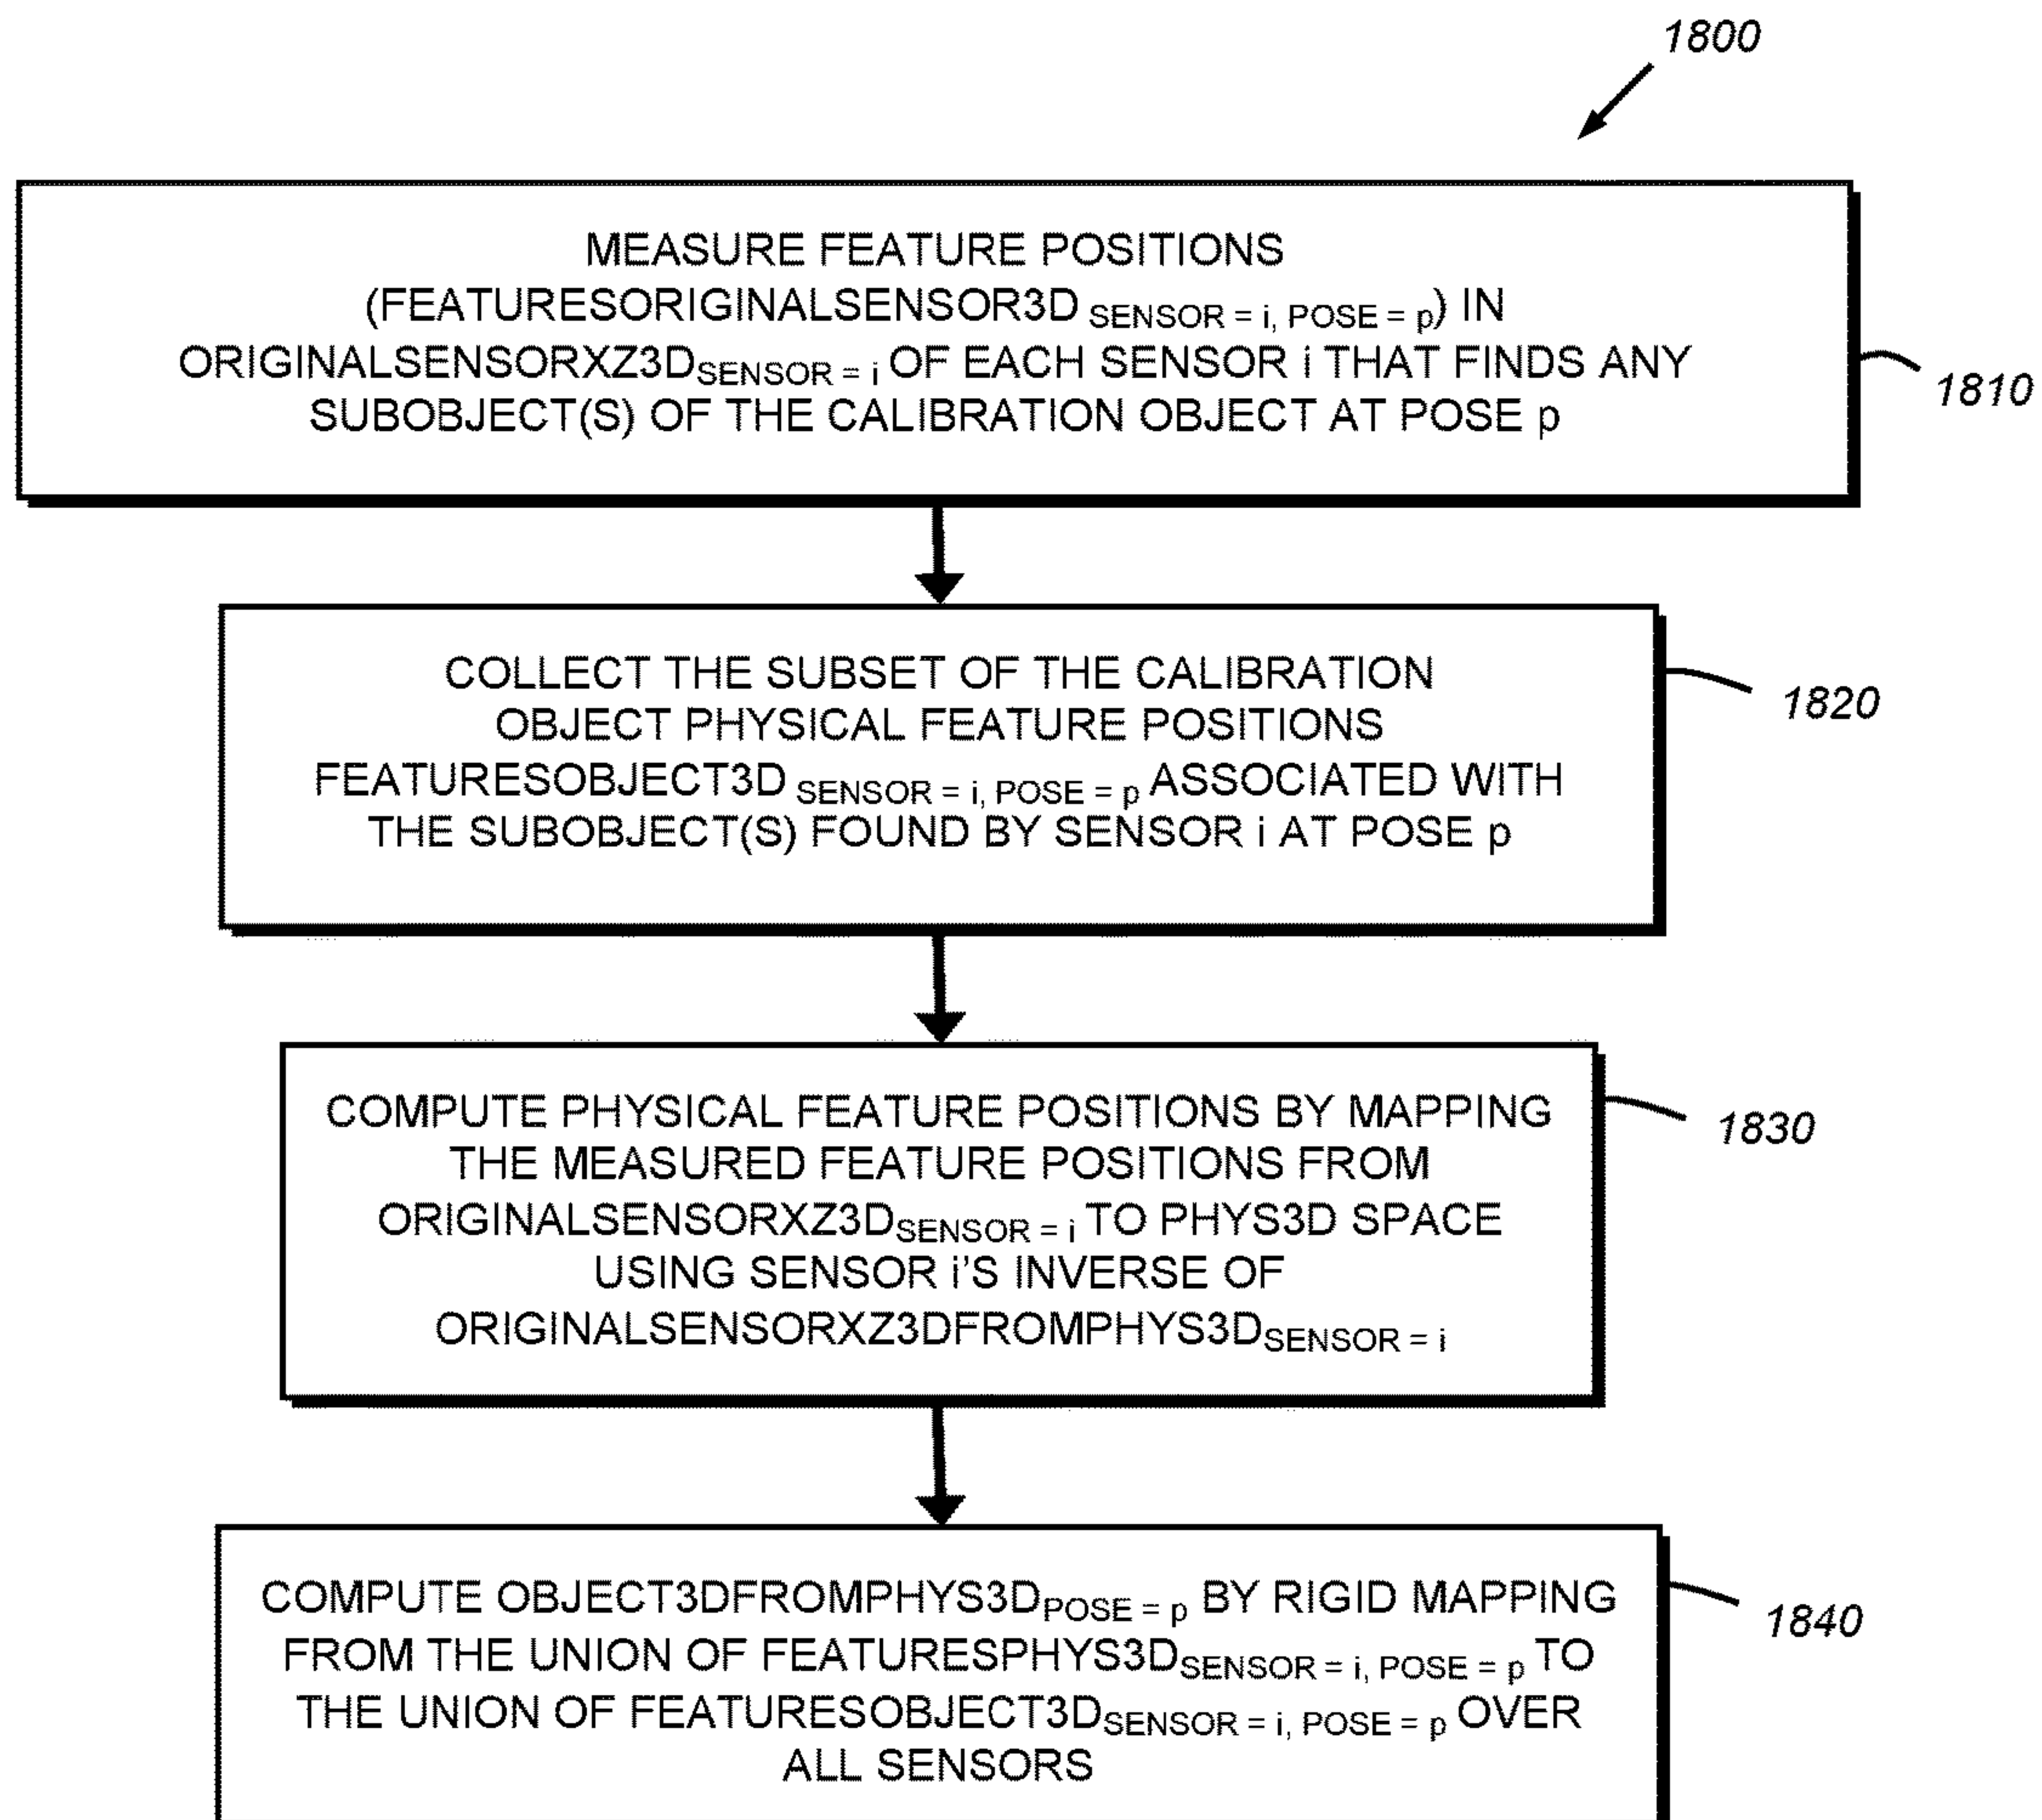 1800
MEASURE FEATURE POSITIONS
(FEATURESORIGINALSENSOR3D SENSOR = i, POSE = p) IN
ORIGINALSENSORXZ3DSENSOR = i OF EACH SENSOR i THAT FINDS ANY
SUBOBJECT(S) OF THE CALIBRATION OBJECT AT POSE p
1810
COLLECT THE SUBSET OF THE CALIBRATION
OBJECT PHYSICAL FEATURE POSITIONS
FEATURESOBJECT3D SENSOR = i, POSE = p ASSOCIATED WITH
THE SUBOBJECT(S) FOUND BY SENSOR i AT POSE p
1820
COMPUTE PHYSICAL FEATURE POSITIONS BY MAPPING
THE MEASURED FEATURE POSITIONS FROM
ORIGINALSENSORXZ3DSENSOR = i TO PHYS3D SPACE
USING SENSOR i'S INVERSE OF
ORIGINALSENSORXZ3DFROMPHYS3DSENSOR = i
1830
COMPUTE OBJECT3DFROMPHYS3DPOSE = p BY RIGID MAPPING
FROM THE UNION OF FEATURESPHYS3DSENSOR = i, POSE = p TO
THE UNION OF FEATURESOBJECT3DSENSOR = i, POSE = p OVER
ALL SENSORS
1840